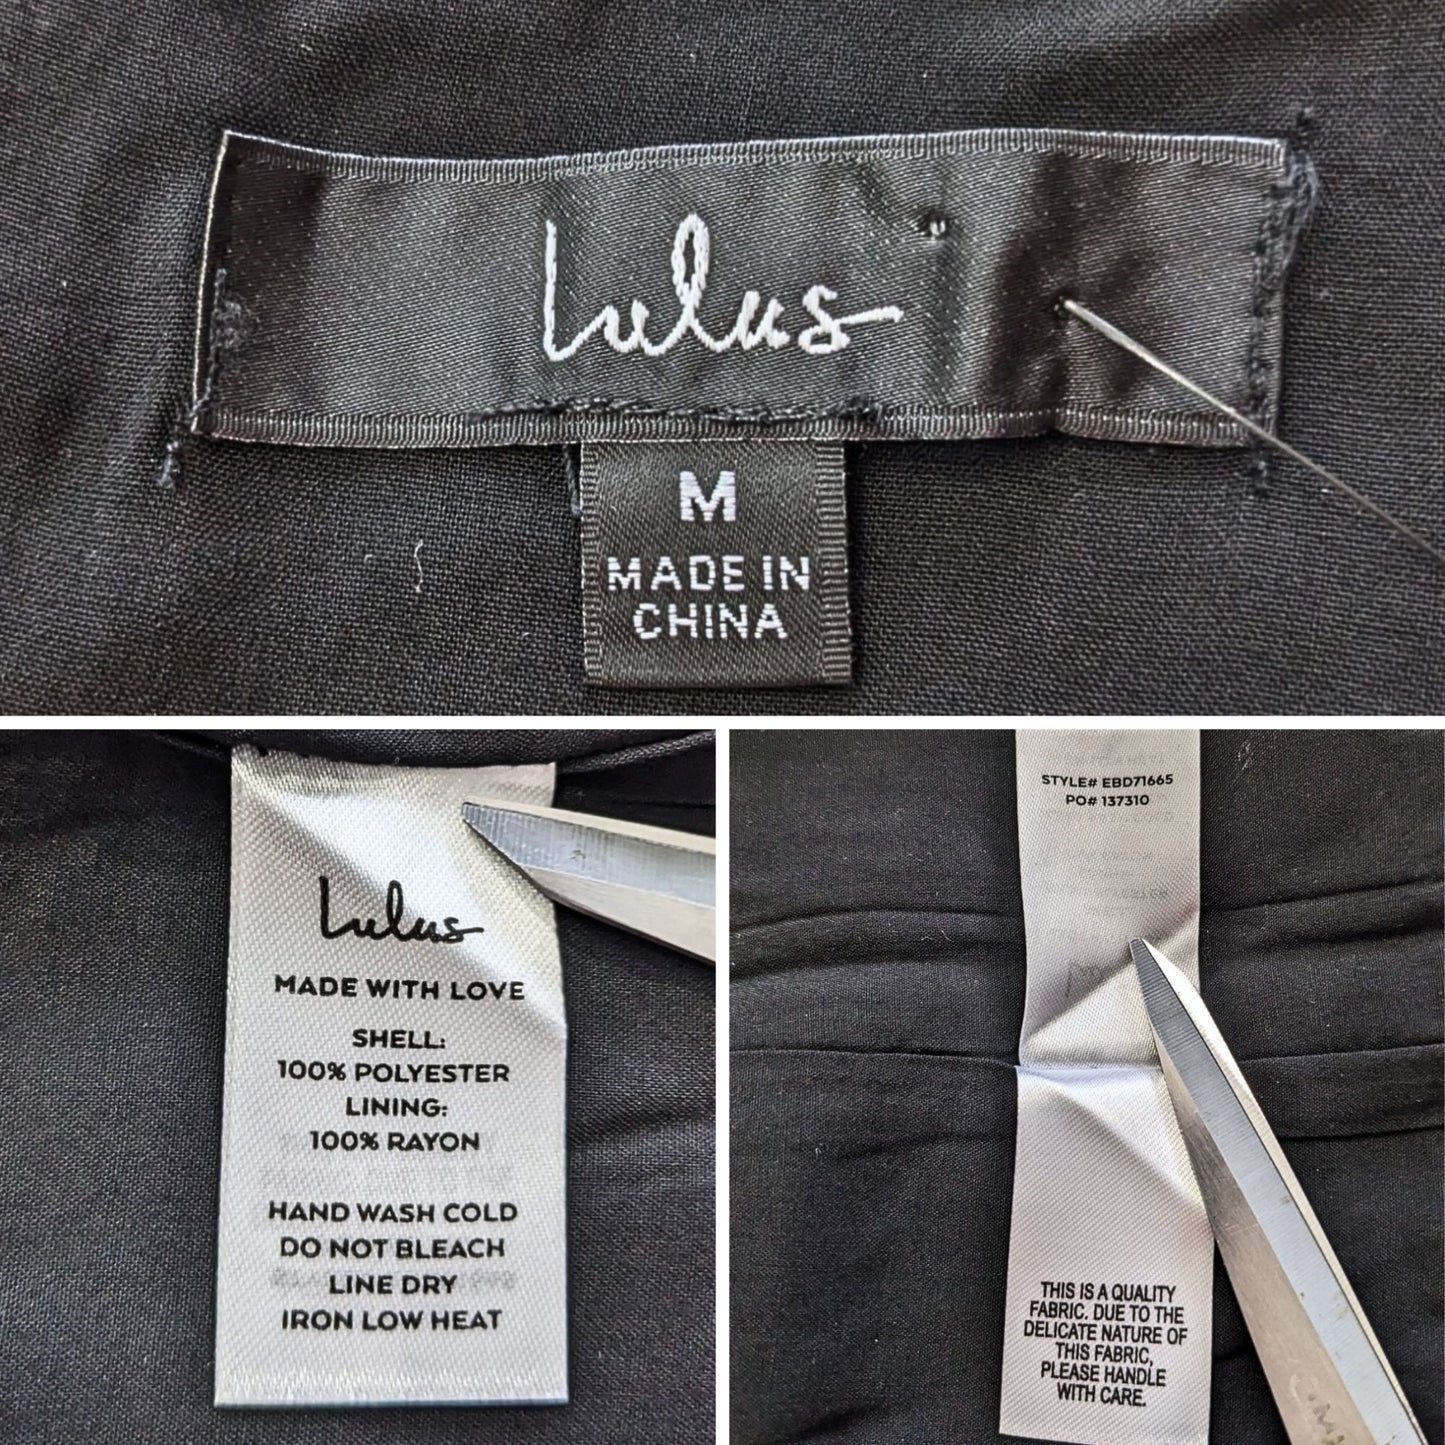 Lulus
M
MADE IN
CHINA
Lulus
MADE WITH LOVE
SHELL:
100% POLYESTER
LINING:
100% RAYON
HAND WASH COLD
DO NOT BLEACH
LINE DRY
IRON LOW HEAT
STYLE# EBD71665
PO# 137310
THIS IS A QUALITY
FABRIC. DUE TO THE
DELICATE NATURE OF
THIS FABRIC,
PLEASE HANDLE
WITH CARE.